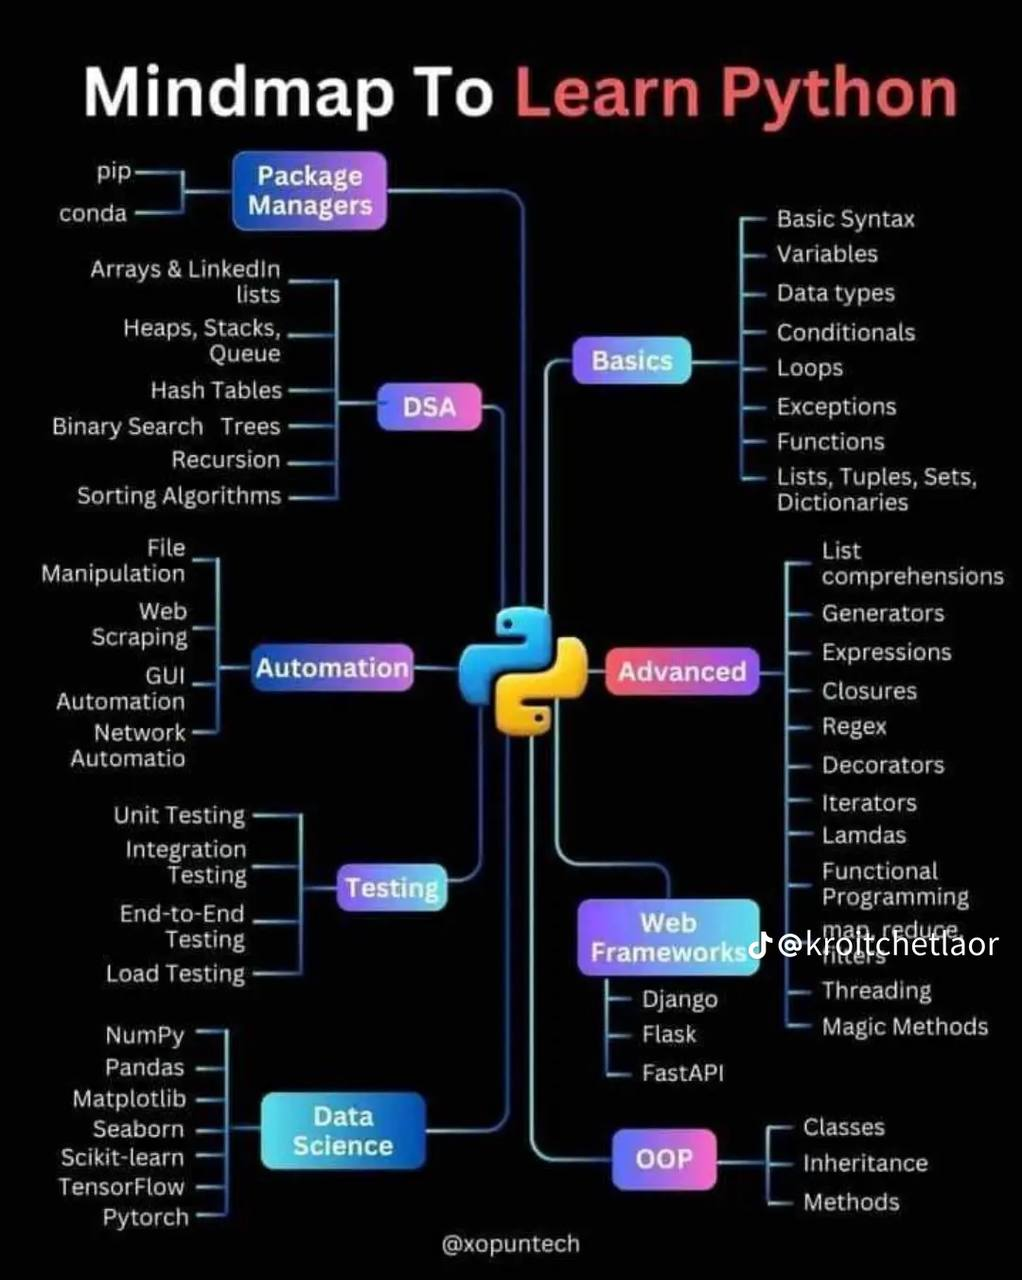 Mindmap To Learn Python
pip
conda
Package
Managers
Arrays & LinkedIn
lists
Heaps, Stacks,
Queue
Hash Tables
Binary Search Trees
Recursion
Sorting Algorithms
DSA
Basics
Basic Syntax
Variables
Data types
Conditionals
Loops
Exceptions
Functions
Lists, Tuples, Sets,
Dictionaries
File
Manipulation
Web
Scraping
GUI
Automation
Network
Automatio
Automation
Advanced
List
comprehensions
Generators
Expressions
Closures
Regex
Decorators
Iterators
Lamdas
Functional
Programming
map, reduce,
filters
Threading
Magic Methods
@kroitchetlaor
Unit Testing
Integration
Testing
End-to-End
Testing
Load Testing
Testing
Web
Frameworks
Django
Flask
FastAPI
NumPy
Pandas
Matplotlib
Seaborn
Scikit-learn
TensorFlow
Pytorch
Data
Science
OOP
Classes
Inheritance
Methods
@xopuntech